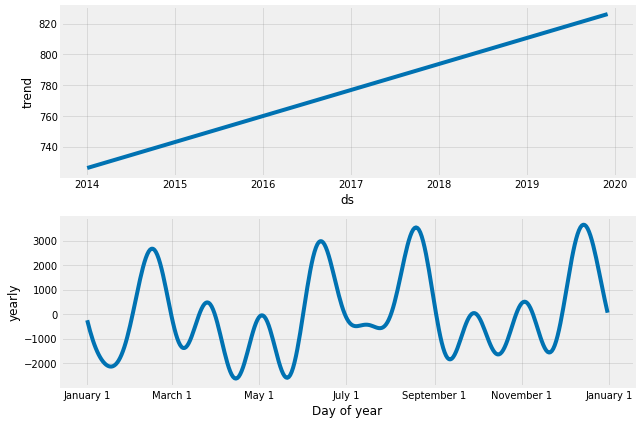 trend
820
800
780
760
740
2014 2015 2016 2017 2018 2019 2020
ds
yearly
3000
2000
1000
0
−1000
−2000
January 1 March 1 May 1 July 1 September 1 November 1 January 1
Day of year